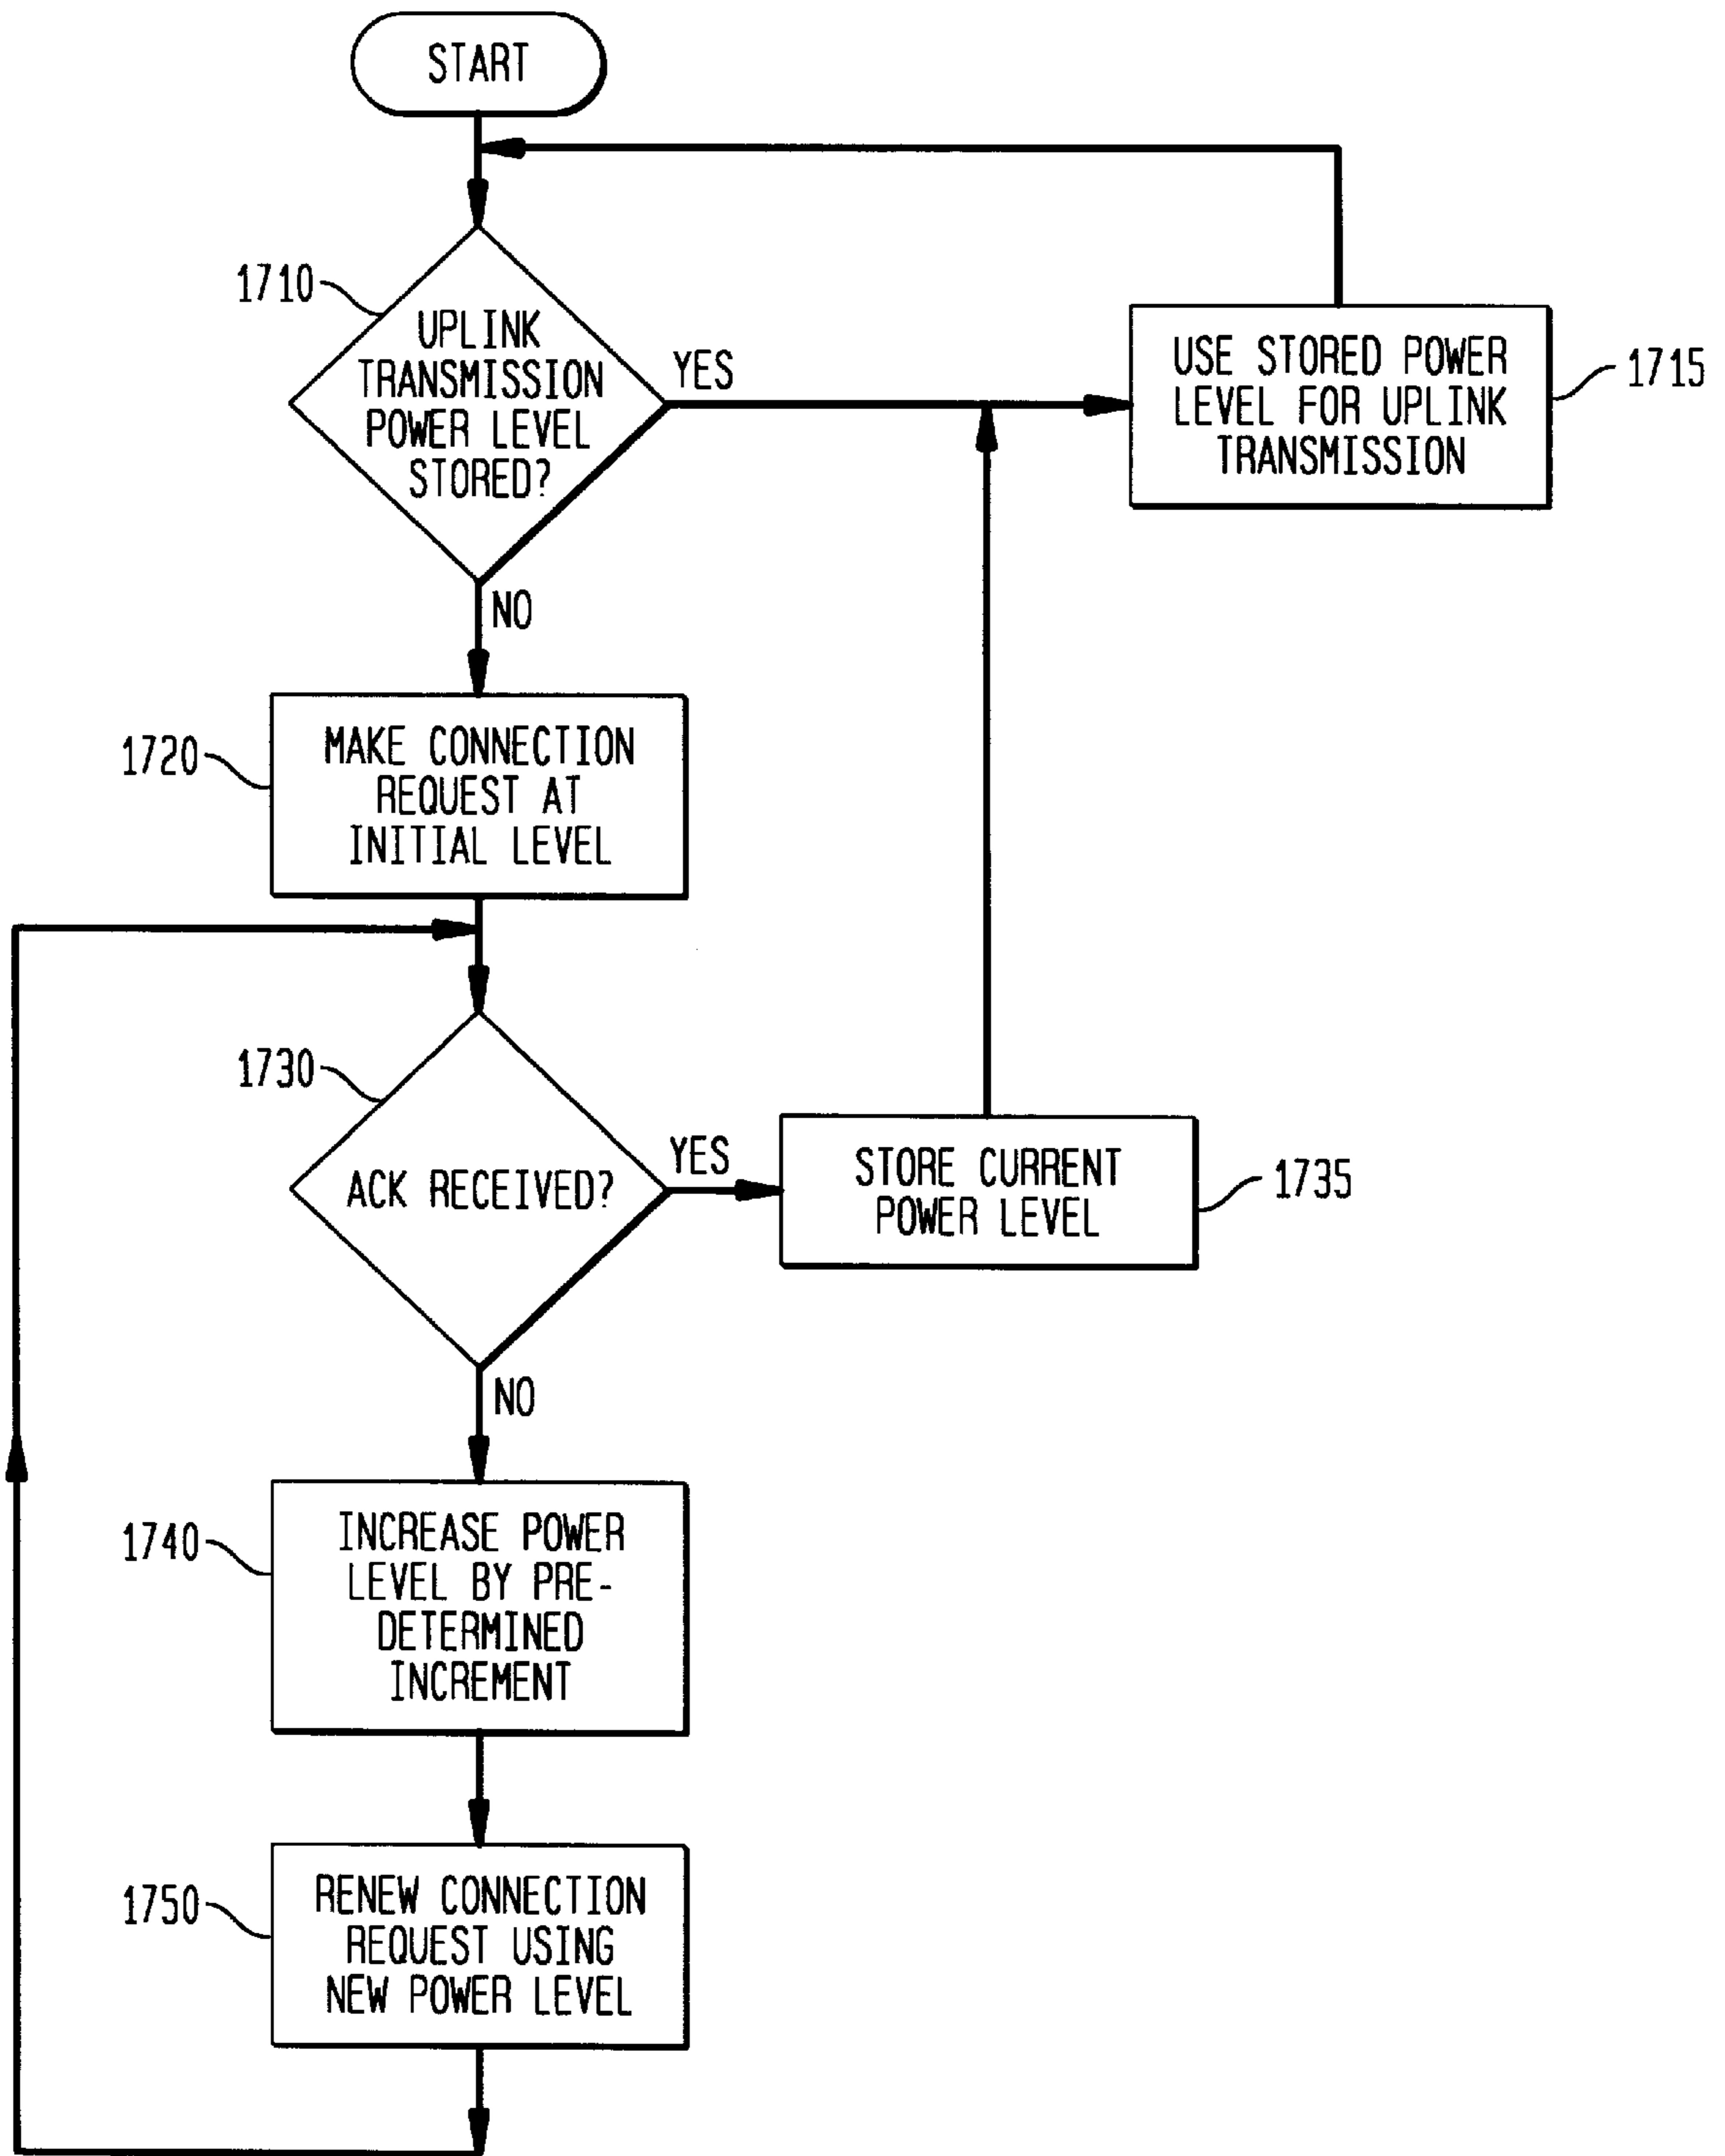 START
1710
UPLINK
TRANSMISSION
POWER LEVEL
STORED?
YES
USE STORED POWER
LEVEL FOR UPLINK
TRANSMISSION
1715
NO
1720
MAKE CONNECTION
REQUEST AT
INITIAL LEVEL
1730
ACK RECEIVED?
YES
STORE CURRENT
POWER LEVEL
1735
NO
1740
INCREASE POWER
LEVEL BY PRE-
DETERMINED
INCREMENT
1750
RENEW CONNECTION
REQUEST USING
NEW POWER LEVEL